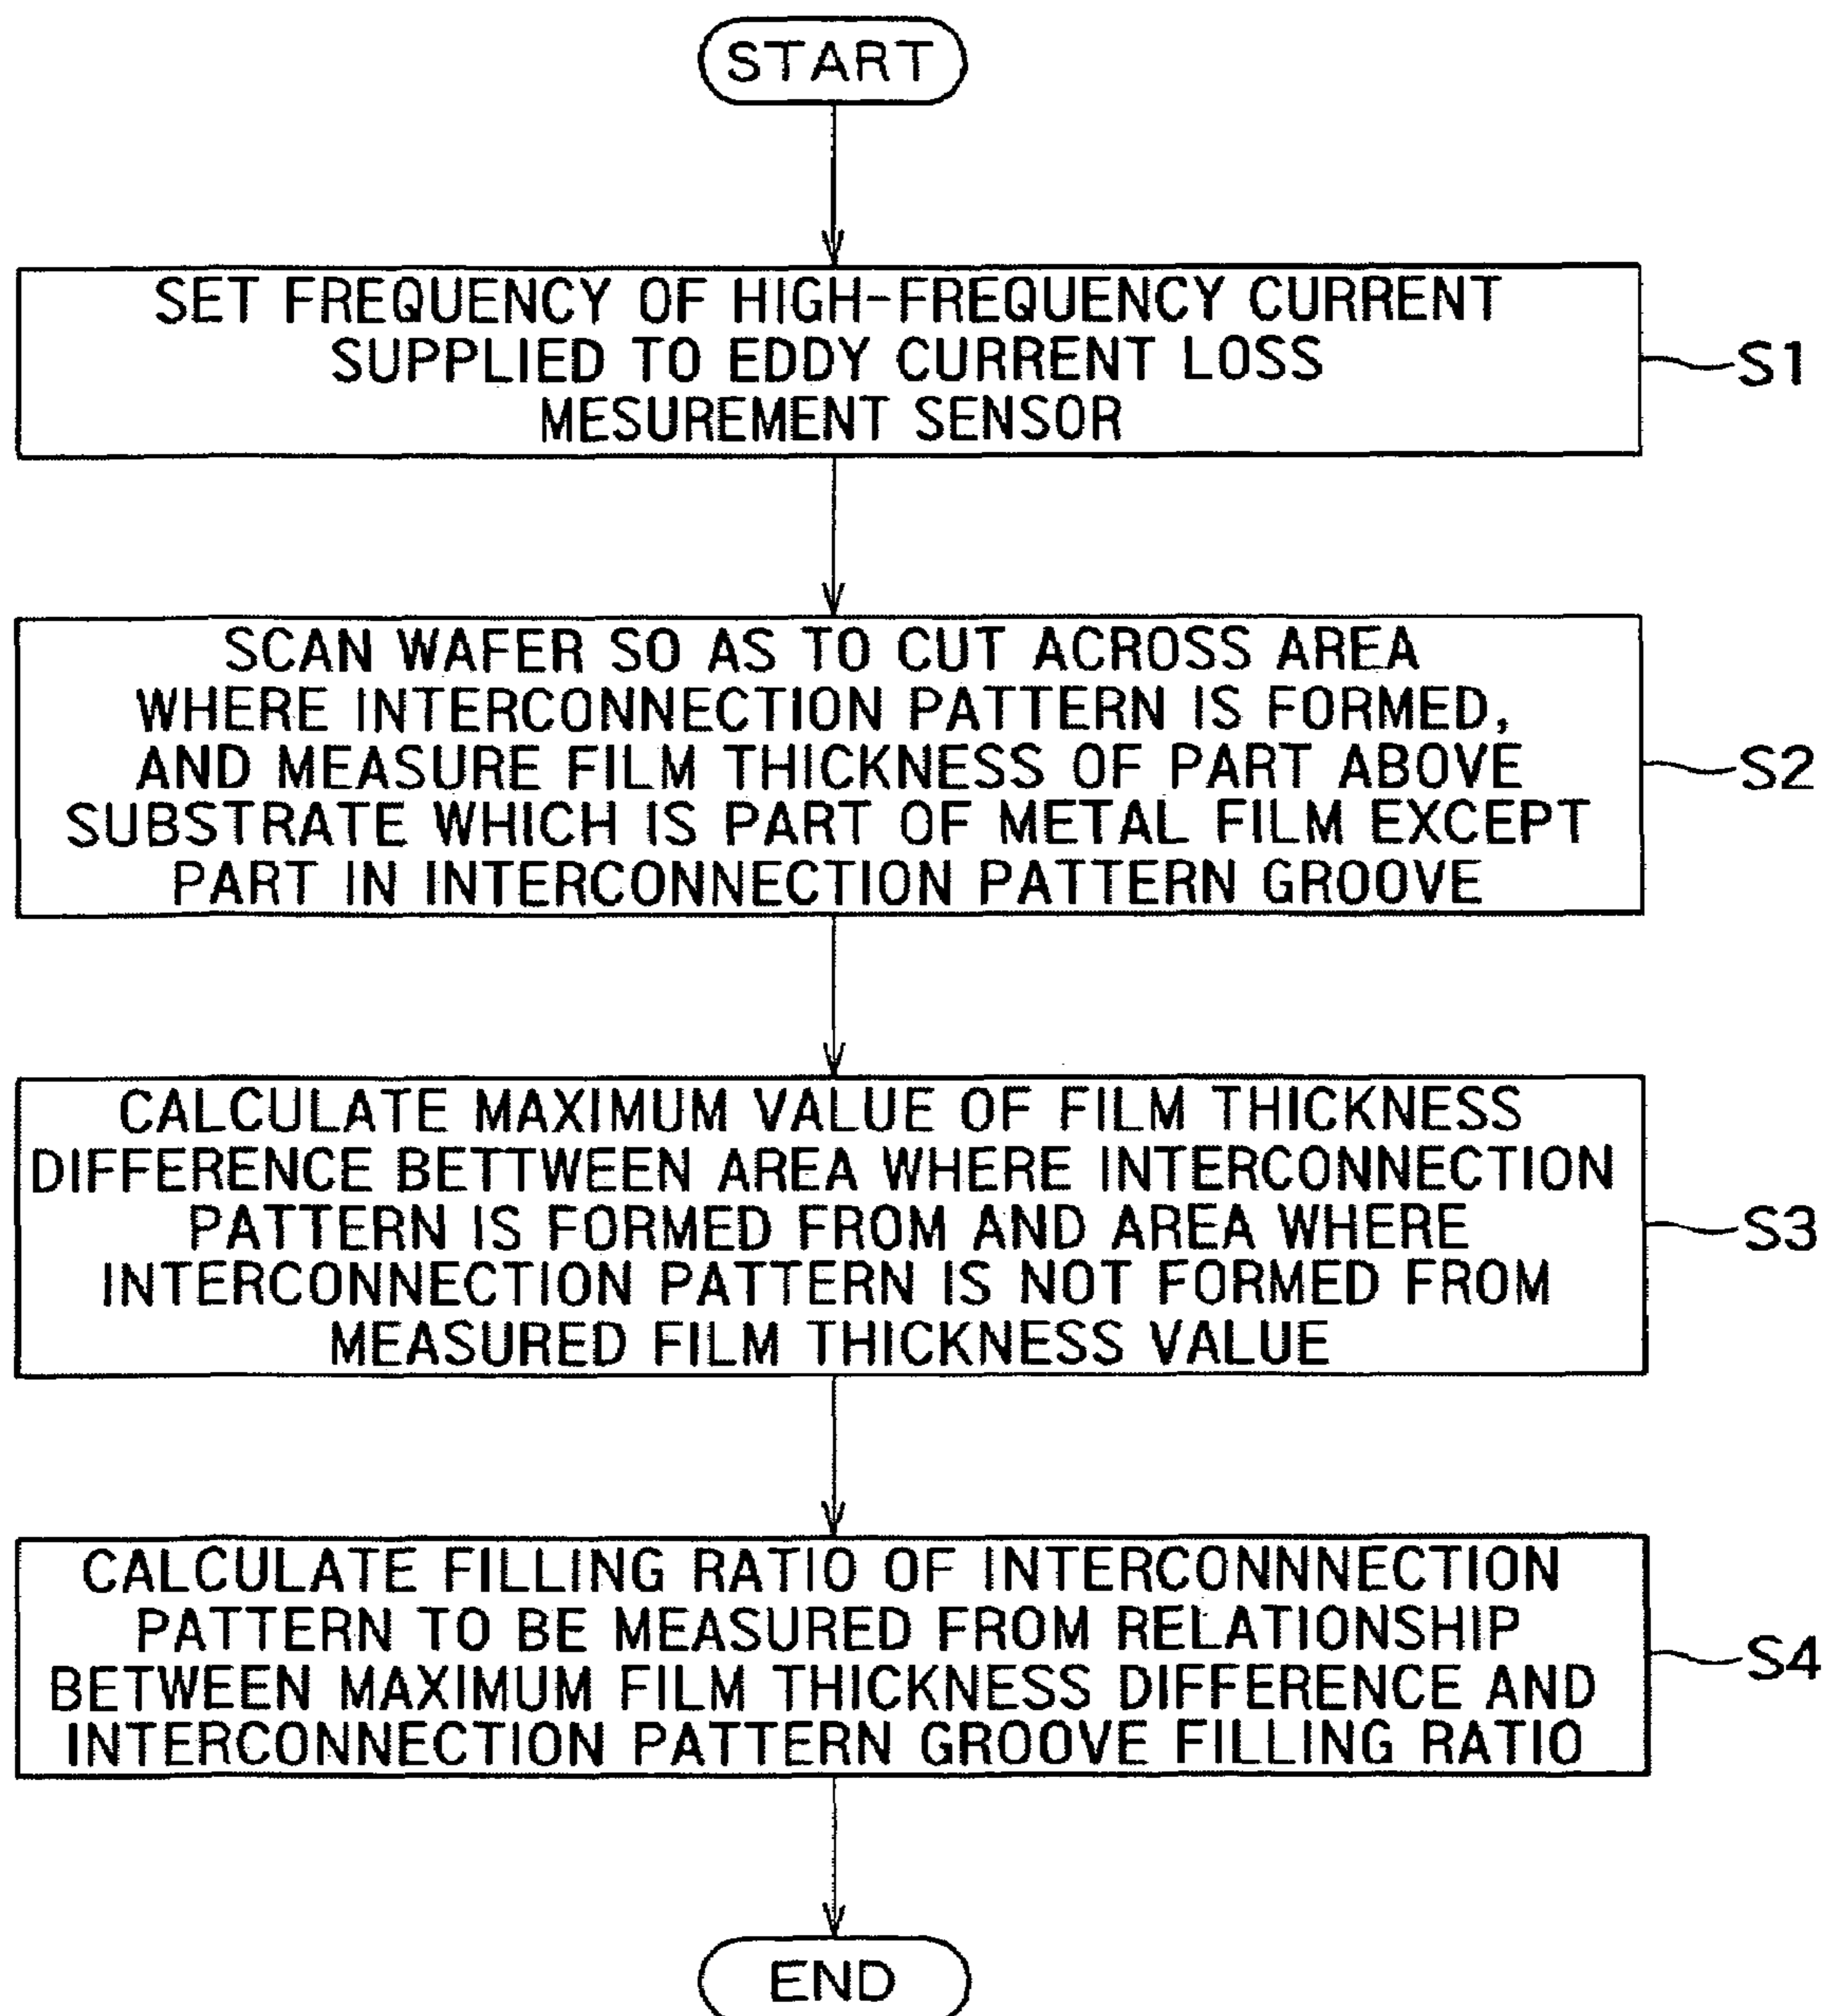 START
SET FREQUENCY OF HIGH-FREQUENCY CURRENT
SUPPLIED TO EDDY CURRENT LOSS
MESUREMENT SENSOR
S1
SCAN WAFER SO AS TO CUT ACROSS AREA
WHERE INTERCONNECTION PATTERN IS FORMED,
AND MEASURE FILM THICKNESS OF PART ABOVE
SUBSTRATE WHICH IS PART OF METAL FILM EXCEPT
PART IN INTERCONNECTION PATTERN GROOVE
S2
CALCULATE MAXIMUM VALUE OF FILM THICKNESS
DIFFERENCE BETTWEEN AREA WHERE INTERCONNECTION
PATTERN IS FORMED FROM AND AREA WHERE
INTERCONNECTION PATTERN IS NOT FORMED FROM
MEASURED FILM THICKNESS VALUE
S3
CALCULATE FILLING RATIO OF INTERCONNNECTION
PATTERN TO BE MEASURED FROM RELATIONSHIP
BETWEEN MAXIMUM FILM THICKNESS DIFFERENCE AND
INTERCONNECTION PATTERN GROOVE FILLING RATIO
S4
END